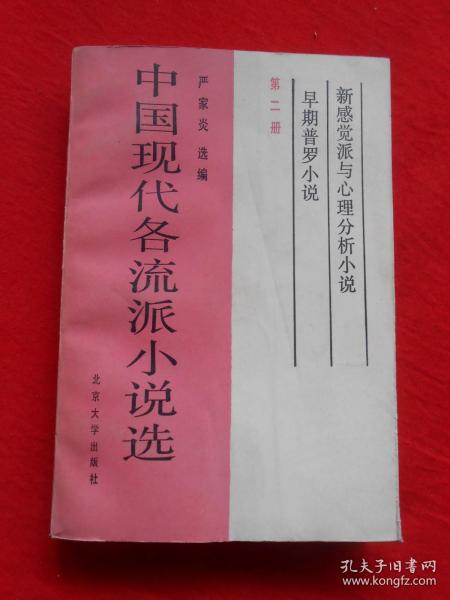 新感觉派与心理分析小说
早期普罗小说
第二册
严家炎 选编
中国现代各流派小说选
北京大学出版社
孔夫子旧书网
www.kongfz.com